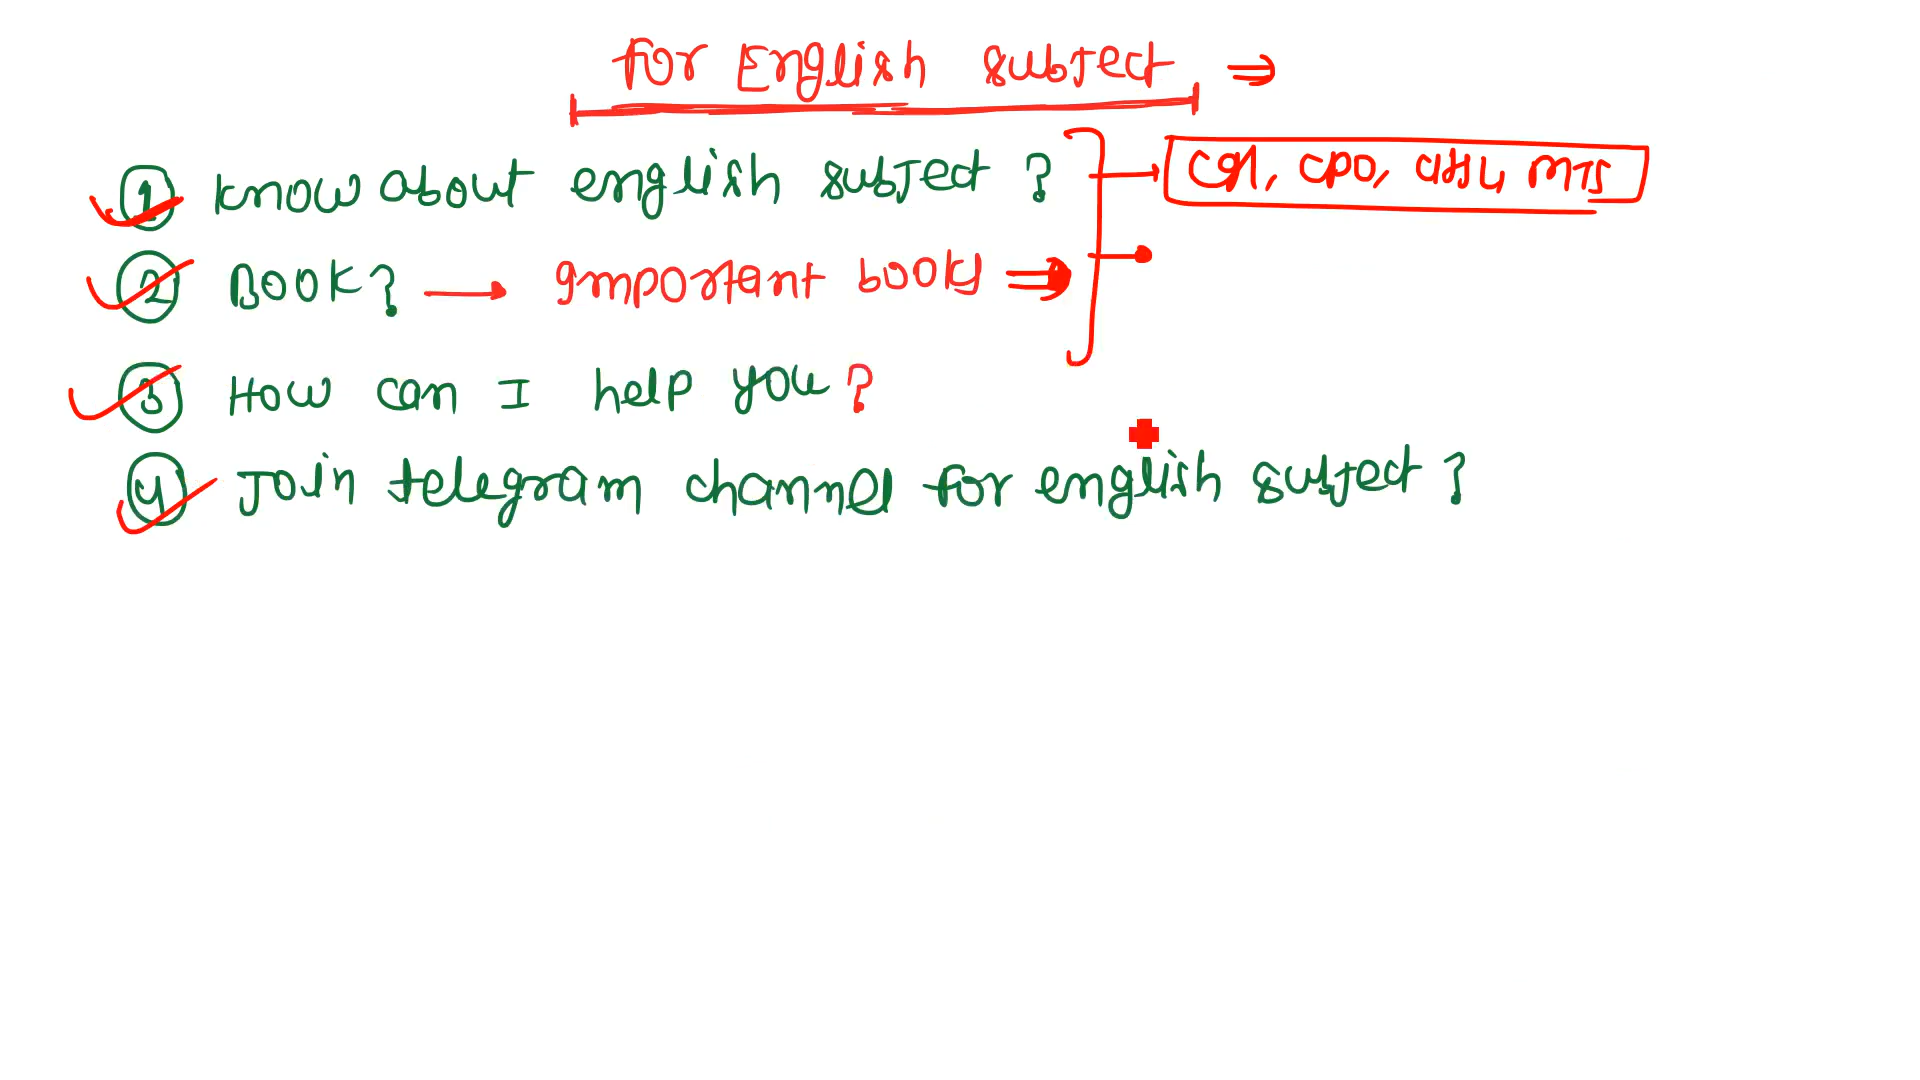 for English subject ⇒
① Know about english subject ? → CGL, CPO, CHSL, MTS
② Book? → Important books ⇒
③ How can I help you?
④ Join telegram channel for english subject ?